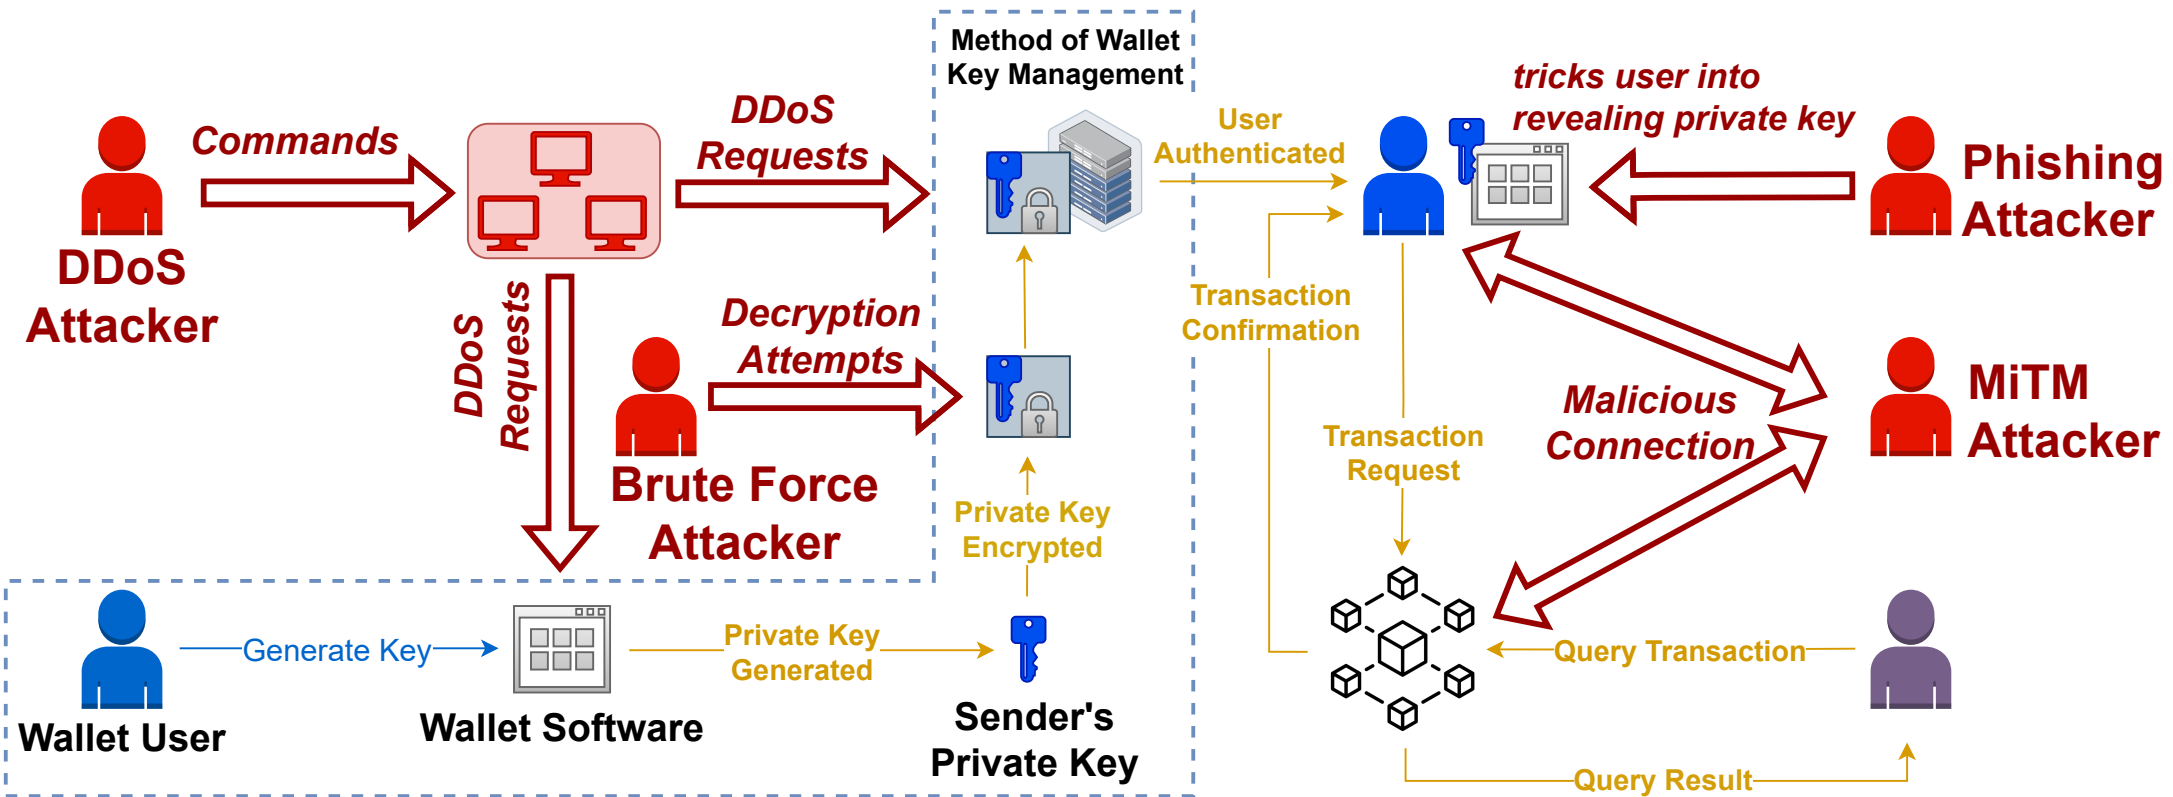 Method of Wallet
Key Management
DDoS
Requests
Commands
User
Authenticated
tricks user into
revealing private key
Phishing
Attacker
DDoS
Attacker
DDoS
Requests
Decryption
Attempts
Transaction
Confirmation
Brute Force
Attacker
Malicious
Connection
MiTM
Attacker
Transaction
Request
Private Key
Encrypted
Generate Key
Private Key
Generated
Query Transaction
Wallet User
Wallet Software
Sender's
Private Key
Query Result